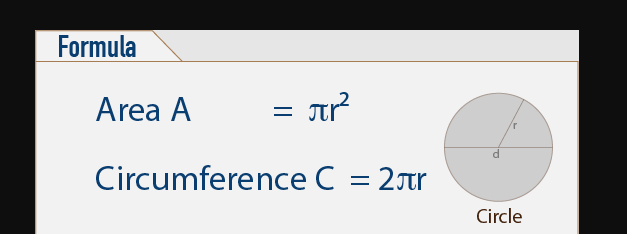 Formula
Area A = πr²
r
d
Circumference C = 2πr
Circle